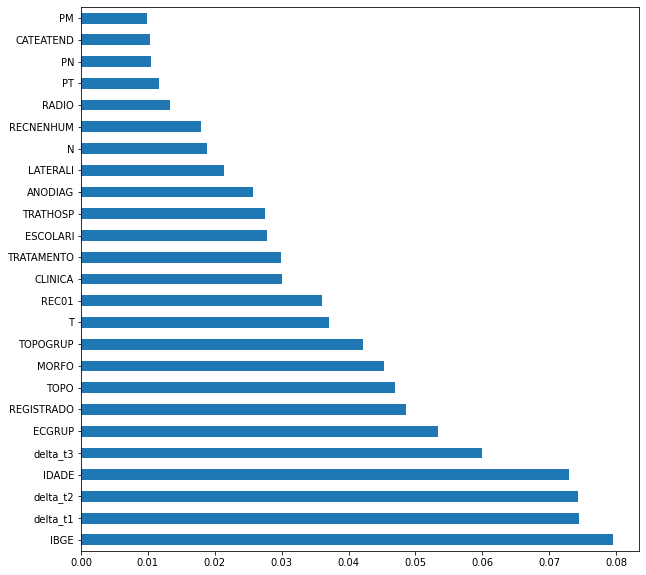 PM
CATEATEND
PN
PT
RADIO
RECNENHUM
N
LATERALI
ANODIAG
TRATHOSP
ESCOLARI
TRATAMENTO
CLINICA
REC01
T
TOPOGRUP
MORFO
TOPO
REGISTRADO
ECGRUP
delta_t3
IDADE
delta_t2
delta_t1
IBGE
0.00 0.01 0.02 0.03 0.04 0.05 0.06 0.07 0.08